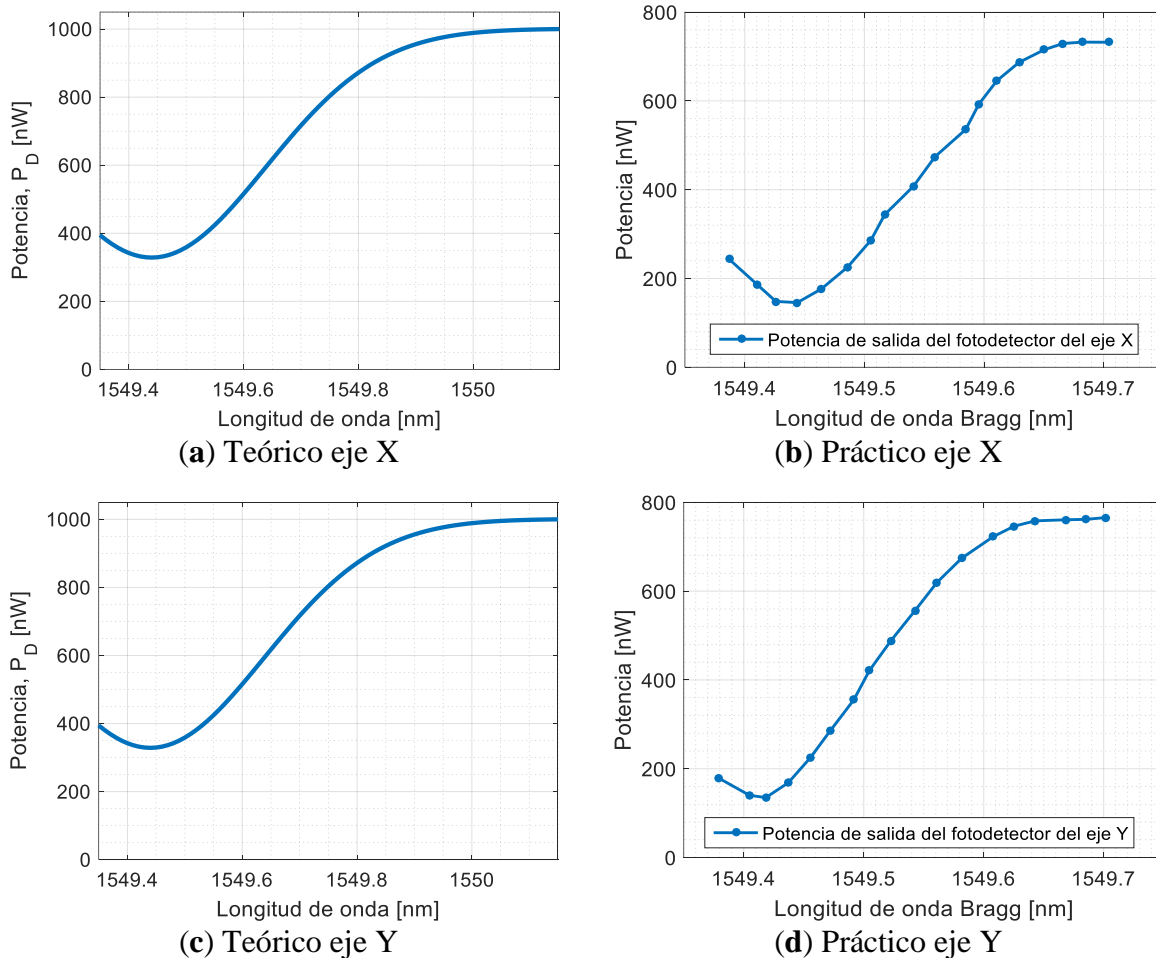 1000
800
600
400
200
0
Potencia, P_D [nW]
1549.4 1549.6 1549.8 1550
Longitud de onda [nm]
(a) Teórico eje X
800
600
400
200
0
Potencia [nW]
Potencia de salida del fotodetector del eje X
1549.4 1549.5 1549.6 1549.7
Longitud de onda Bragg [nm]
(b) Práctico eje X
1000
800
600
400
200
0
Potencia, P_D [nW]
1549.4 1549.6 1549.8 1550
Longitud de onda [nm]
(c) Teórico eje Y
800
600
400
200
0
Potencia [nW]
Potencia de salida del fotodetector del eje Y
1549.4 1549.5 1549.6 1549.7
Longitud de onda Bragg [nm]
(d) Práctico eje Y